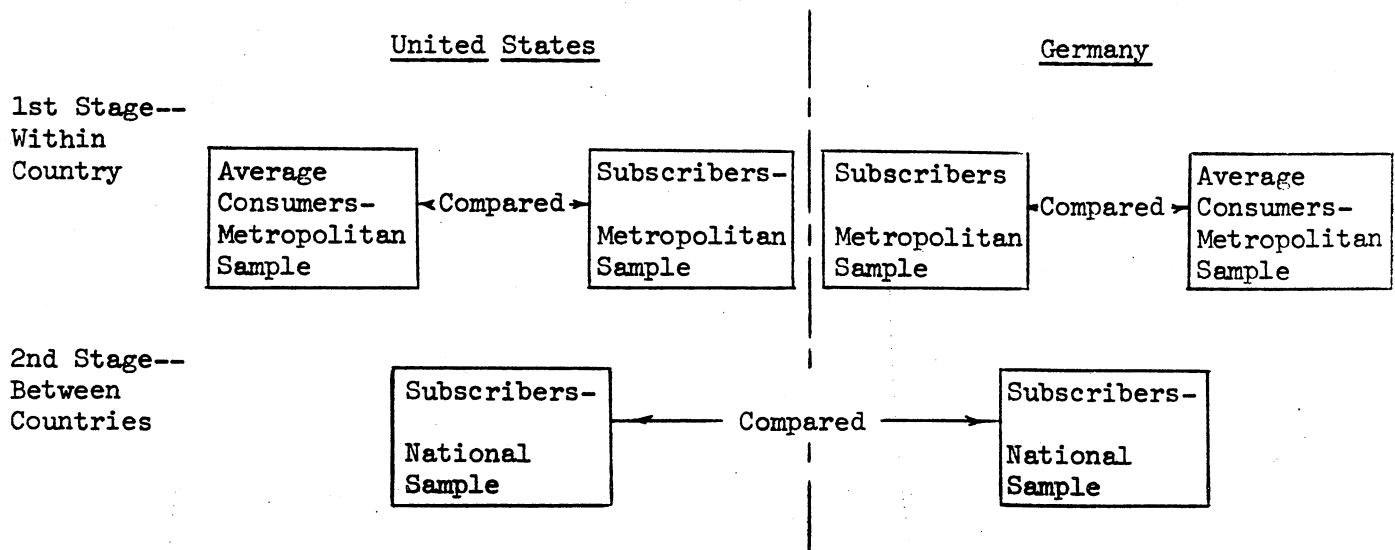 United States
Germany
1st Stage--
Within
Country
Average
Consumers-
Metropolitan
Sample
Compared
Subscribers-
Metropolitan
Sample
Subscribers
Metropolitan
Sample
Compared
Average
Consumers-
Metropolitan
Sample
2nd Stage--
Between
Countries
Subscribers-
National
Sample
Compared
Subscribers-
National
Sample